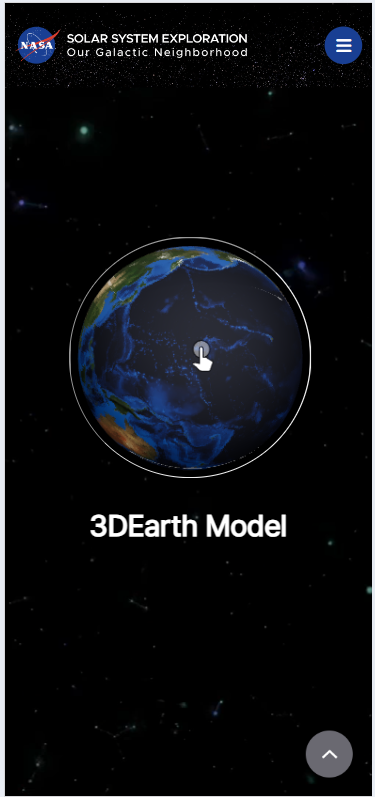 NASA
SOLAR SYSTEM EXPLORATION
Our Galactic Neighborhood
3DEarth Model